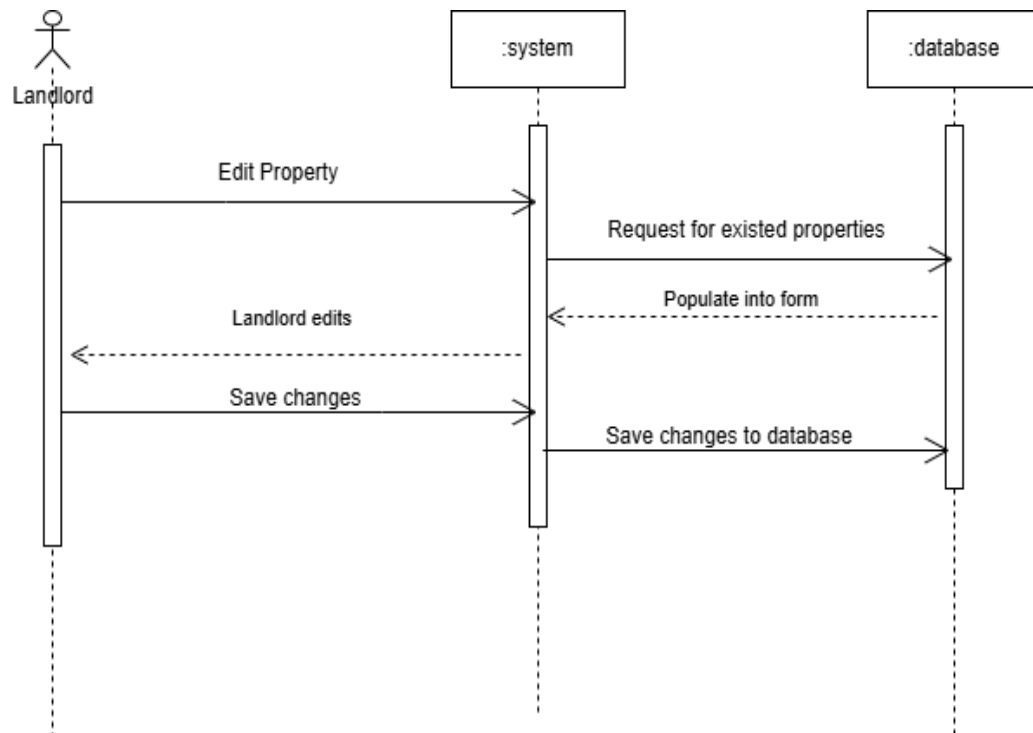 :system
:database
Landlord
Edit Property
Request for existed properties
Populate into form
Landlord edits
Save changes
Save changes to database